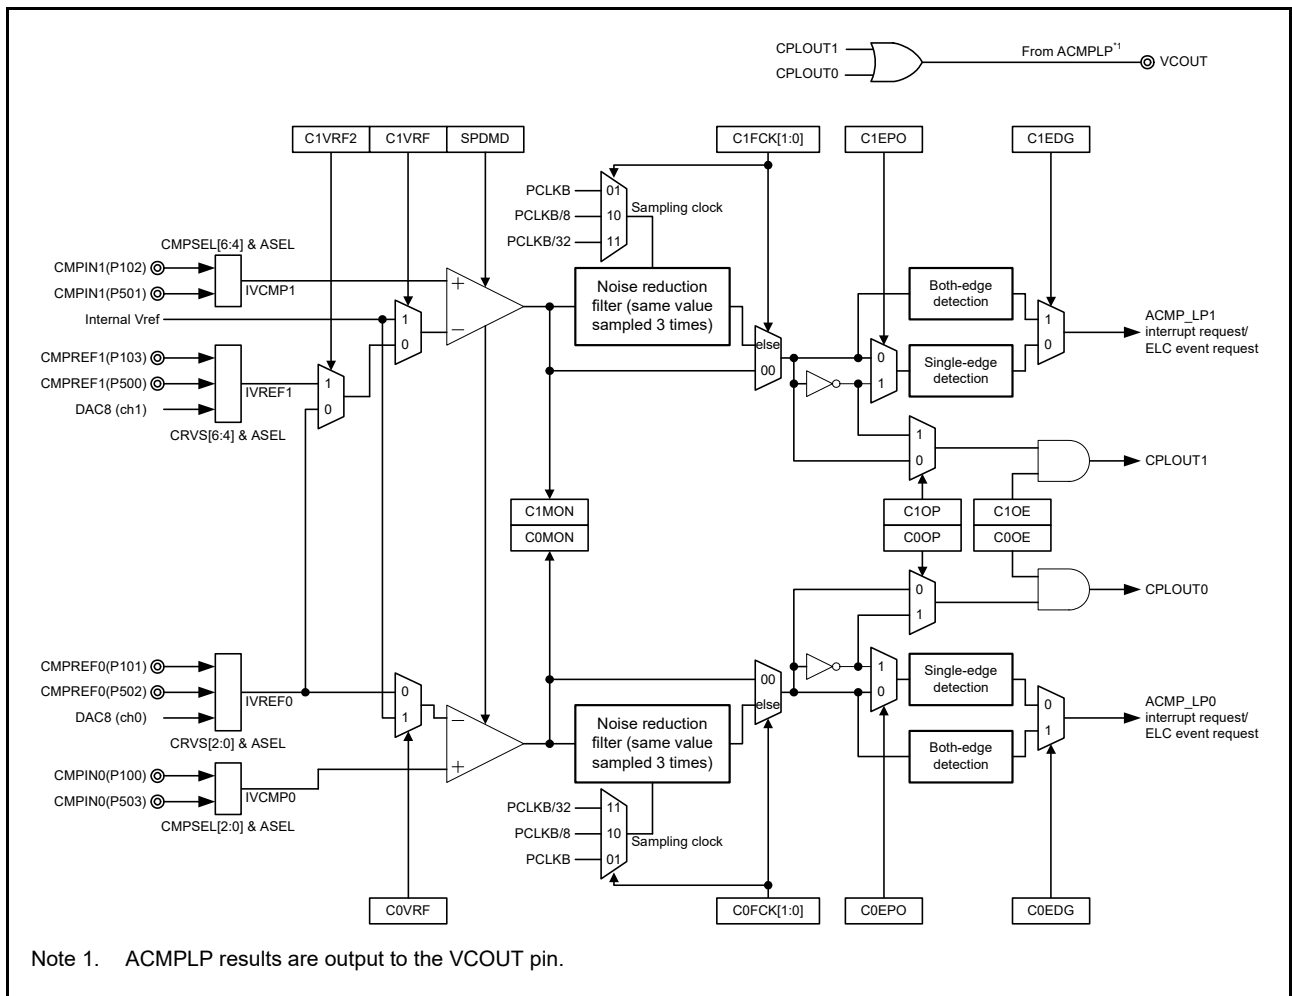 CPLOUT1
CPLOUT0
From ACMPLP*1
VCOUT
C1VRF2
C1VRF
SPDMD
C1FCK[1:0]
C1EPO
C1EDG
PCLKB
01
PCLKB/8
10
PCLKB/32
11
Sampling clock
CMPSEL[6:4] & ASEL
CMPIN1(P102)
CMPIN1(P501)
IVCMP1
Internal Vref
CMPREF1(P103)
CMPREF1(P500)
DAC8 (ch1)
IVREF1
CRVS[6:4] & ASEL
1
0
1
0
+
−
Noise reduction
filter (same value
sampled 3 times)
else
00
0
1
Both-edge
detection
Single-edge
detection
1
0
ACMP_LP1
interrupt request/
ELC event request
1
0
CPLOUT1
C1MON
C0MON
C1OP
C0OP
C1OE
C0OE
0
1
CPLOUT0
CMPREF0(P101)
CMPREF0(P502)
DAC8 (ch0)
IVREF0
CRVS[2:0] & ASEL
CMPIN0(P100)
CMPIN0(P503)
IVCMP0
CMPSEL[2:0] & ASEL
0
1
−
+
Noise reduction
filter (same value
sampled 3 times)
00
else
1
0
Single-edge
detection
Both-edge
detection
0
1
ACMP_LP0
interrupt request/
ELC event request
PCLKB/32
11
PCLKB/8
10
PCLKB
01
Sampling clock
C0VRF
C0FCK[1:0]
C0EPO
C0EDG
Note 1. ACMPLP results are output to the VCOUT pin.